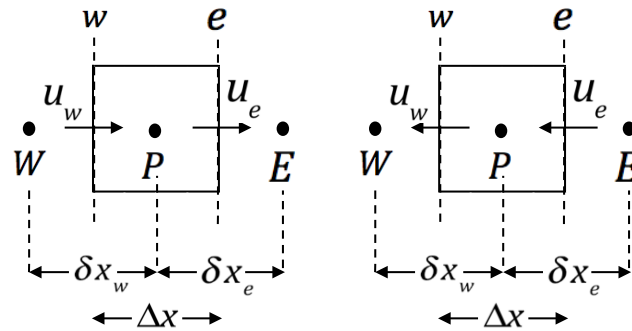 w e w e
u_w u_e u_w u_e
W P E W P E
δx_w δx_e δx_w δx_e
Δx Δx